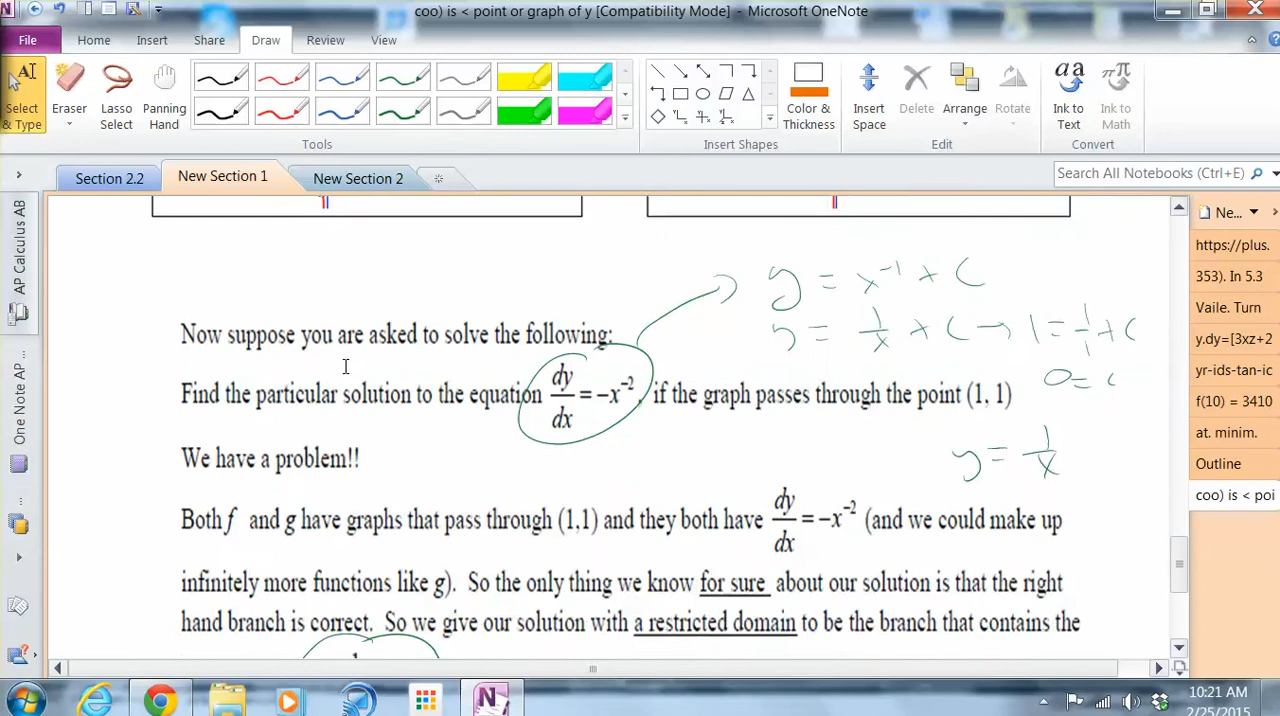 coo) is < point or graph of y [Compatibility Mode] - Microsoft OneNote
File Home Insert Share Draw Review View
Select & Type
Eraser
Lasso Select
Panning Hand
Color & Thickness
Insert Space
Delete
Arrange
Rotate
Ink to Text
Ink to Math
Tools
Insert Shapes
Edit
Convert
Section 2.2
New Section 1
New Section 2
Search All Notebooks (Ctrl+E)
AP Calculus AB
One Note AP ...
Ne...
https://plus.
353). In 5.3
Vaile. Turn
y.dy=[3xz+2
yr-ids-tan-ic
f(10) = 3410
at. minim.
Outline
coo) is < poi
y = x⁻¹ + C
y = 1/x + C → 1 = 1/1 + C
0 = C
Now suppose you are asked to solve the following:
Find the particular solution to the equation dy/dx = -x⁻², if the graph passes through the point (1, 1)
y = 1/x
We have a problem!!
Both f and g have graphs that pass through (1,1) and they both have dy/dx = -x⁻² (and we could make up
infinitely more functions like g). So the only thing we know for sure about our solution is that the right
hand branch is correct. So we give our solution with a restricted domain to be the branch that contains the
10:21 AM
2/25/2015